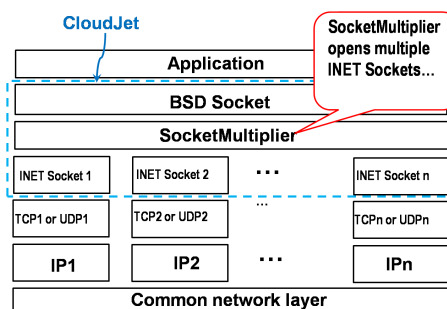 CloudJet
SocketMultiplier
opens multiple
INET Sockets...
Application
BSD Socket
SocketMultiplier
INET Socket 1
INET Socket 2
...
INET Socket n
TCP1 or UDP1
TCP2 or UDP2
...
TCPn or UDPn
IP1
IP2
...
IPn
Common network layer